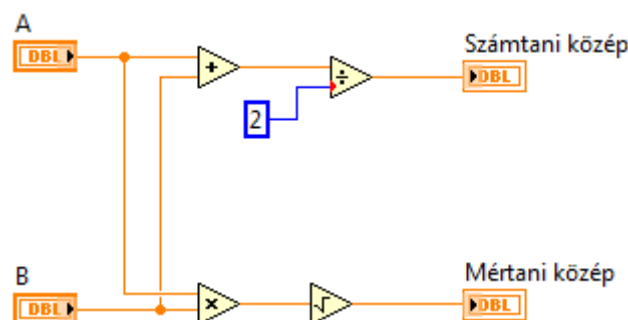 A
DBL
+
÷
Számtani közép
DBL
2
B
DBL
×
√
Mértani közép
DBL